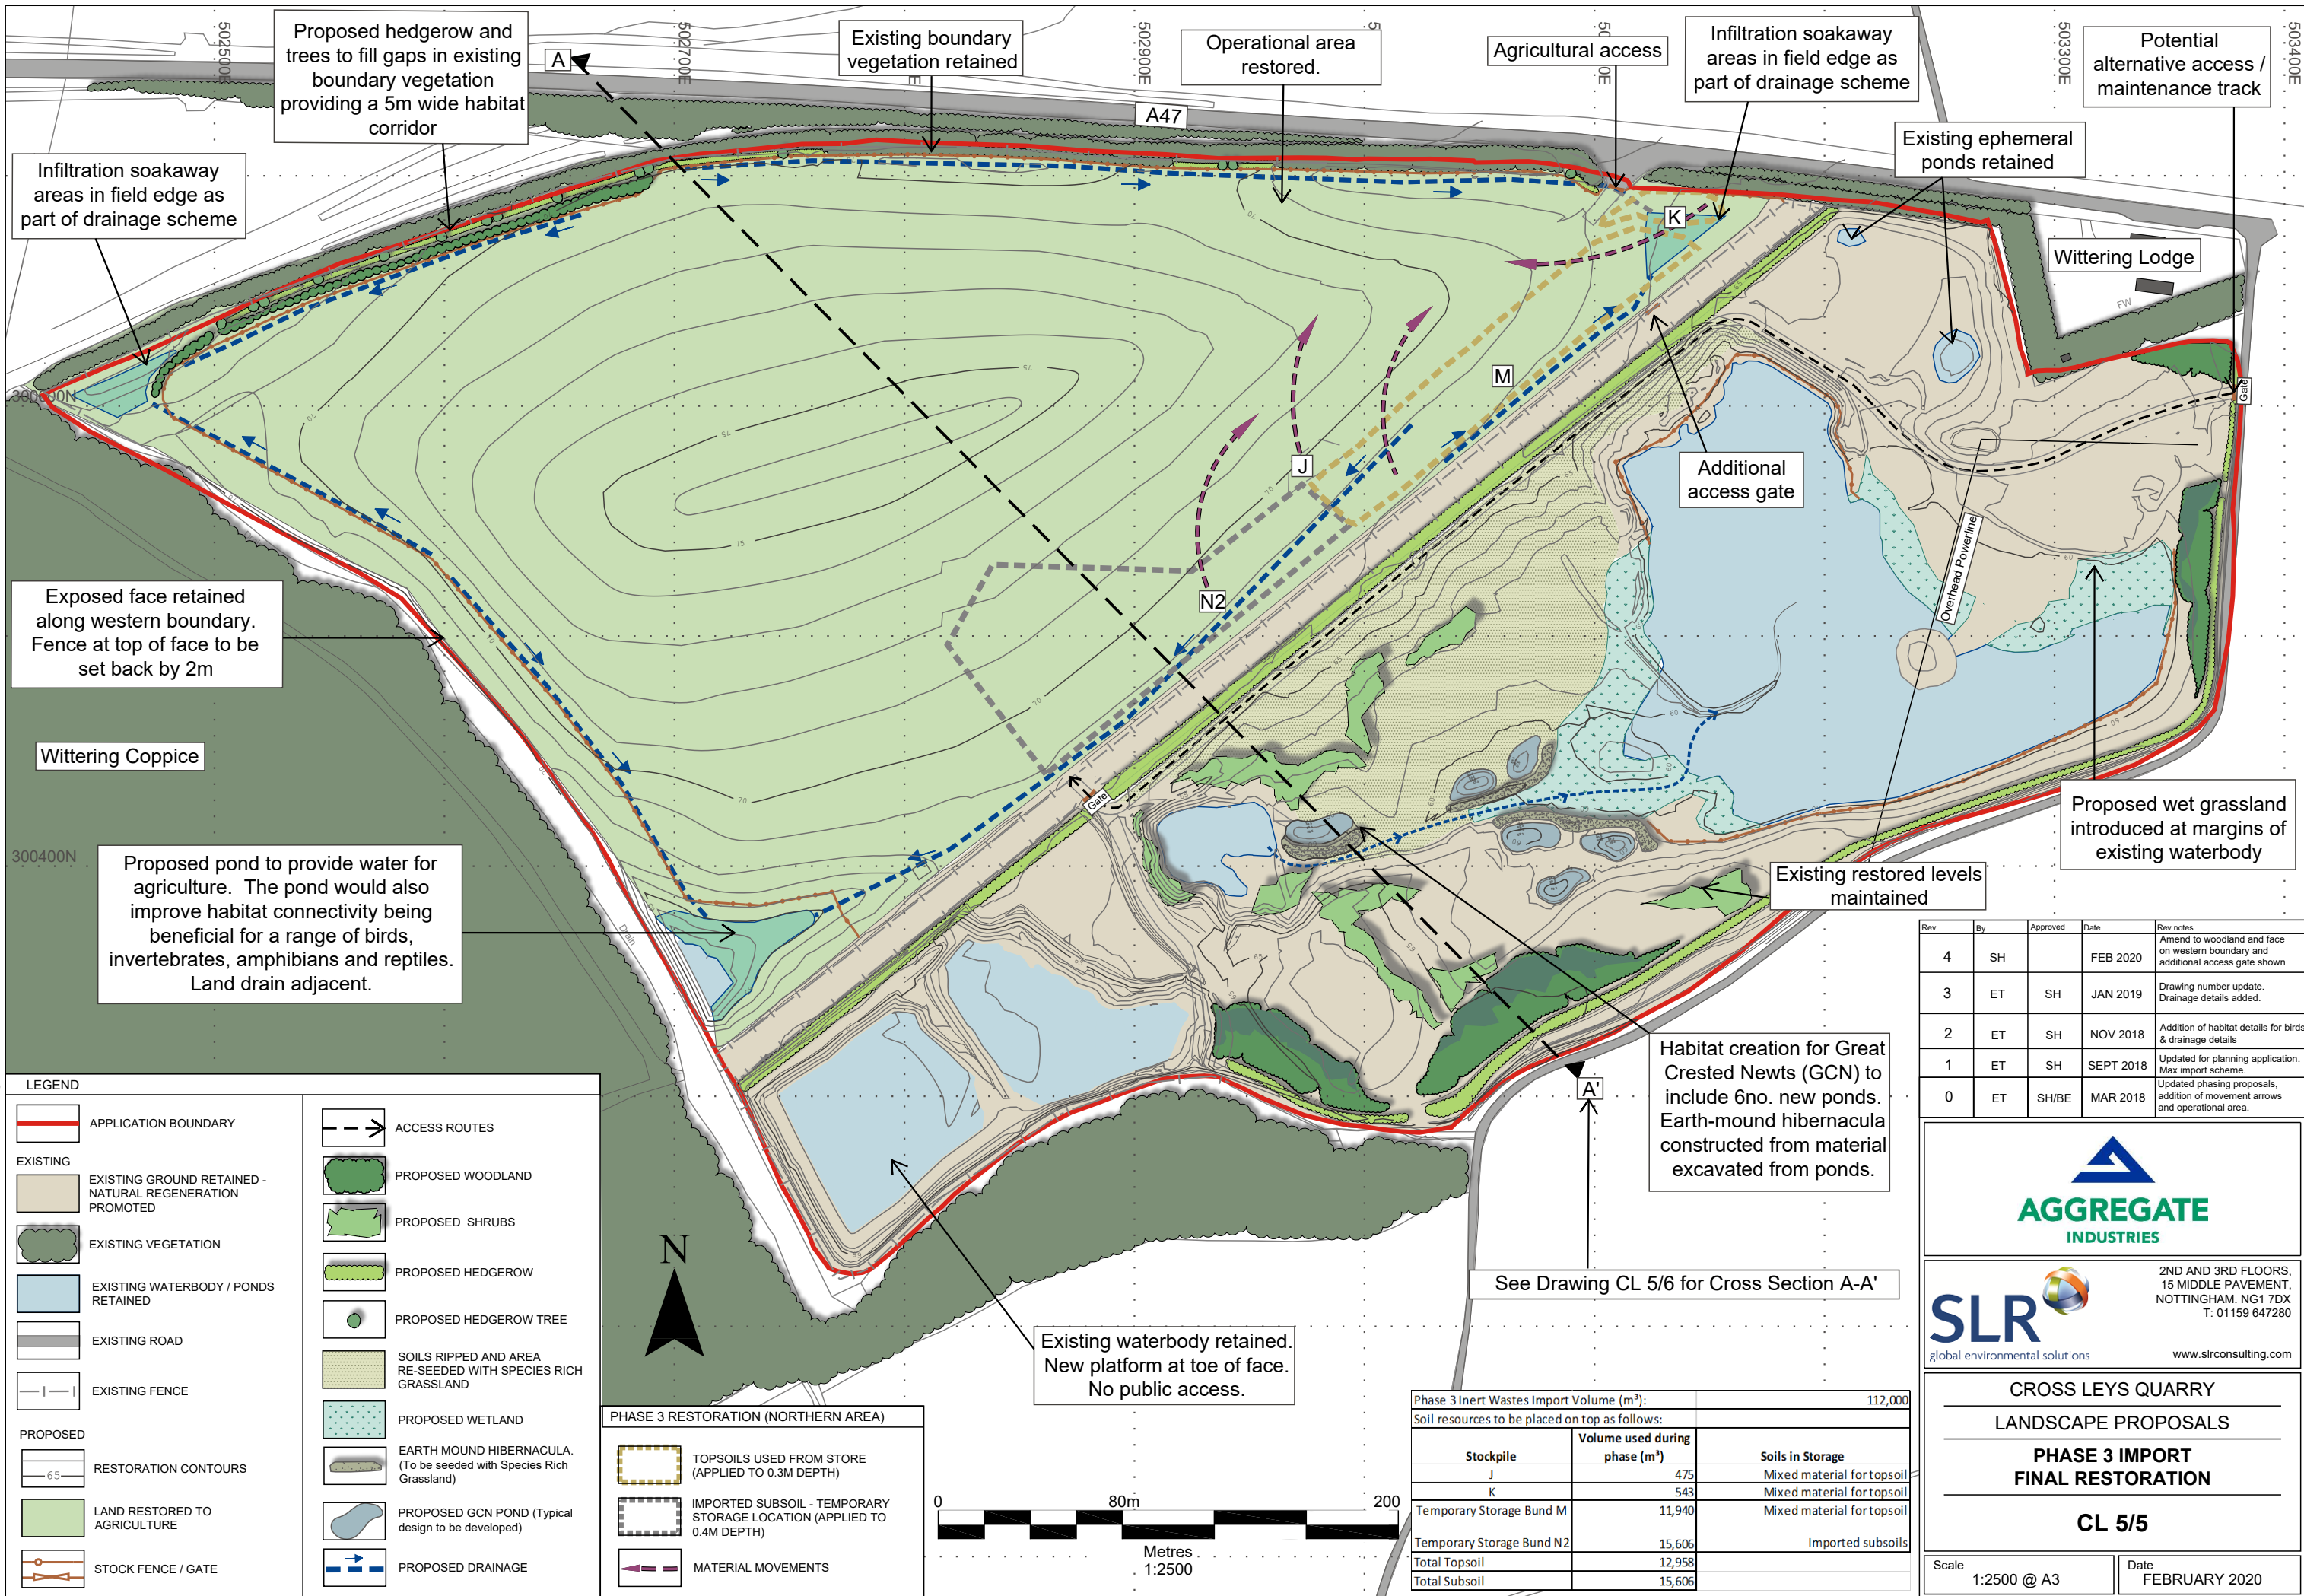 502500E
502700E
502900E
503300E
503400E
Proposed hedgerow and
trees to fill gaps in existing
boundary vegetation
providing a 5m wide habitat
corridor
A
Existing boundary
vegetation retained
Operational area
restored.
Agricultural access
Infiltration soakaway
areas in field edge as
part of drainage scheme
Potential
alternative access /
maintenance track
A47
Existing ephemeral
ponds retained
Infiltration soakaway
areas in field edge as
part of drainage scheme
K
Wittering Lodge
FW
300600N
M
Gate
J
Additional
access gate
Overhead Powerline
N2
Exposed face retained
along western boundary.
Fence at top of face to be
set back by 2m
Wittering Coppice
Gate
Proposed wet grassland
introduced at margins of
existing waterbody
300400N
Proposed pond to provide water for
agriculture. The pond would also
improve habitat connectivity being
beneficial for a range of birds,
invertebrates, amphibians and reptiles.
Land drain adjacent.
Drain
Existing restored levels
maintained
Habitat creation for Great
Crested Newts (GCN) to
include 6no. new ponds.
Earth-mound hibernacula
constructed from material
excavated from ponds.
A'
See Drawing CL 5/6 for Cross Section A-A'
Existing waterbody retained.
New platform at toe of face.
No public access.
N
LEGEND
APPLICATION BOUNDARY
EXISTING
EXISTING GROUND RETAINED -
NATURAL REGENERATION
PROMOTED
EXISTING VEGETATION
EXISTING WATERBODY / PONDS
RETAINED
EXISTING ROAD
EXISTING FENCE
PROPOSED
65
RESTORATION CONTOURS
LAND RESTORED TO
AGRICULTURE
STOCK FENCE / GATE
ACCESS ROUTES
PROPOSED WOODLAND
PROPOSED SHRUBS
PROPOSED HEDGEROW
PROPOSED HEDGEROW TREE
SOILS RIPPED AND AREA
RE-SEEDED WITH SPECIES RICH
GRASSLAND
PROPOSED WETLAND
EARTH MOUND HIBERNACULA.
(To be seeded with Species Rich
Grassland)
PROPOSED GCN POND (Typical
design to be developed)
PROPOSED DRAINAGE
PHASE 3 RESTORATION (NORTHERN AREA)
TOPSOILS USED FROM STORE
(APPLIED TO 0.3M DEPTH)
IMPORTED SUBSOIL - TEMPORARY
STORAGE LOCATION (APPLIED TO
0.4M DEPTH)
MATERIAL MOVEMENTS
0 80m 200
Metres
1:2500
Phase 3 Inert Wastes Import Volume (m³): 112,000
Soil resources to be placed on top as follows:
Stockpile Volume used during phase (m³) Soils in Storage
J 475 Mixed material for topsoil
K 543 Mixed material for topsoil
Temporary Storage Bund M 11,940 Mixed material for topsoil
Temporary Storage Bund N2 15,606 Imported subsoils
Total Topsoil 12,958
Total Subsoil 15,606
Rev By Approved Date Rev notes
4 SH FEB 2020 Amend to woodland and face
on western boundary and
additional access gate shown
3 ET SH JAN 2019 Drawing number update.
Drainage details added.
2 ET SH NOV 2018 Addition of habitat details for birds
& drainage details
1 ET SH SEPT 2018 Updated for planning application.
Max import scheme.
0 ET SH/BE MAR 2018 Updated phasing proposals,
addition of movement arrows
and operational area.
AGGREGATE
INDUSTRIES
SLR
global environmental solutions
2ND AND 3RD FLOORS,
15 MIDDLE PAVEMENT,
NOTTINGHAM. NG1 7DX
T: 01159 647280
www.slrconsulting.com
CROSS LEYS QUARRY
LANDSCAPE PROPOSALS
PHASE 3 IMPORT
FINAL RESTORATION
CL 5/5
Scale
1:2500 @ A3
Date
FEBRUARY 2020